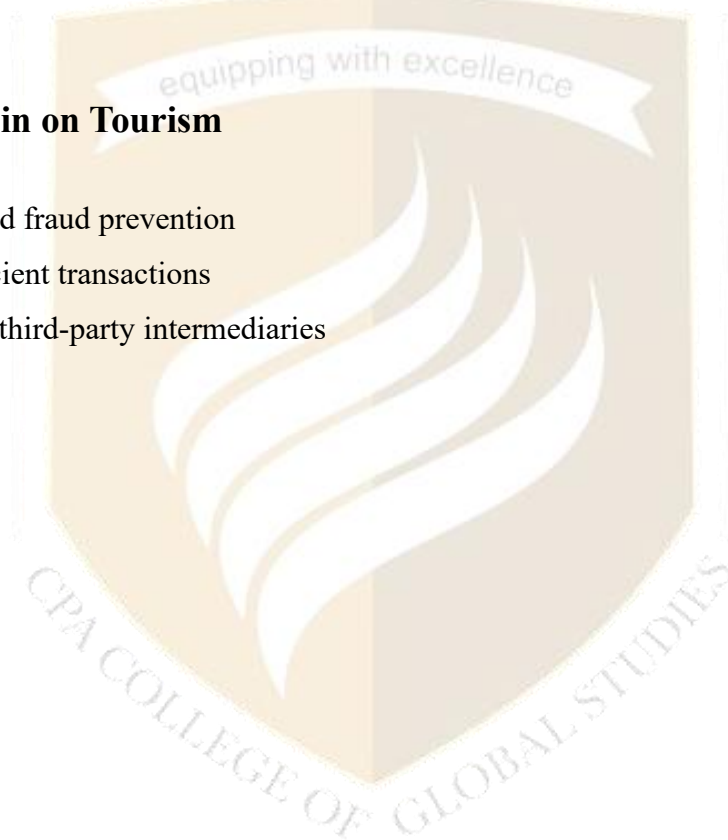 equipping with excellence
in on Tourism
d fraud prevention
ient transactions
third-party intermediaries
CPA COLLEGE OF GLOBAL STUDIES